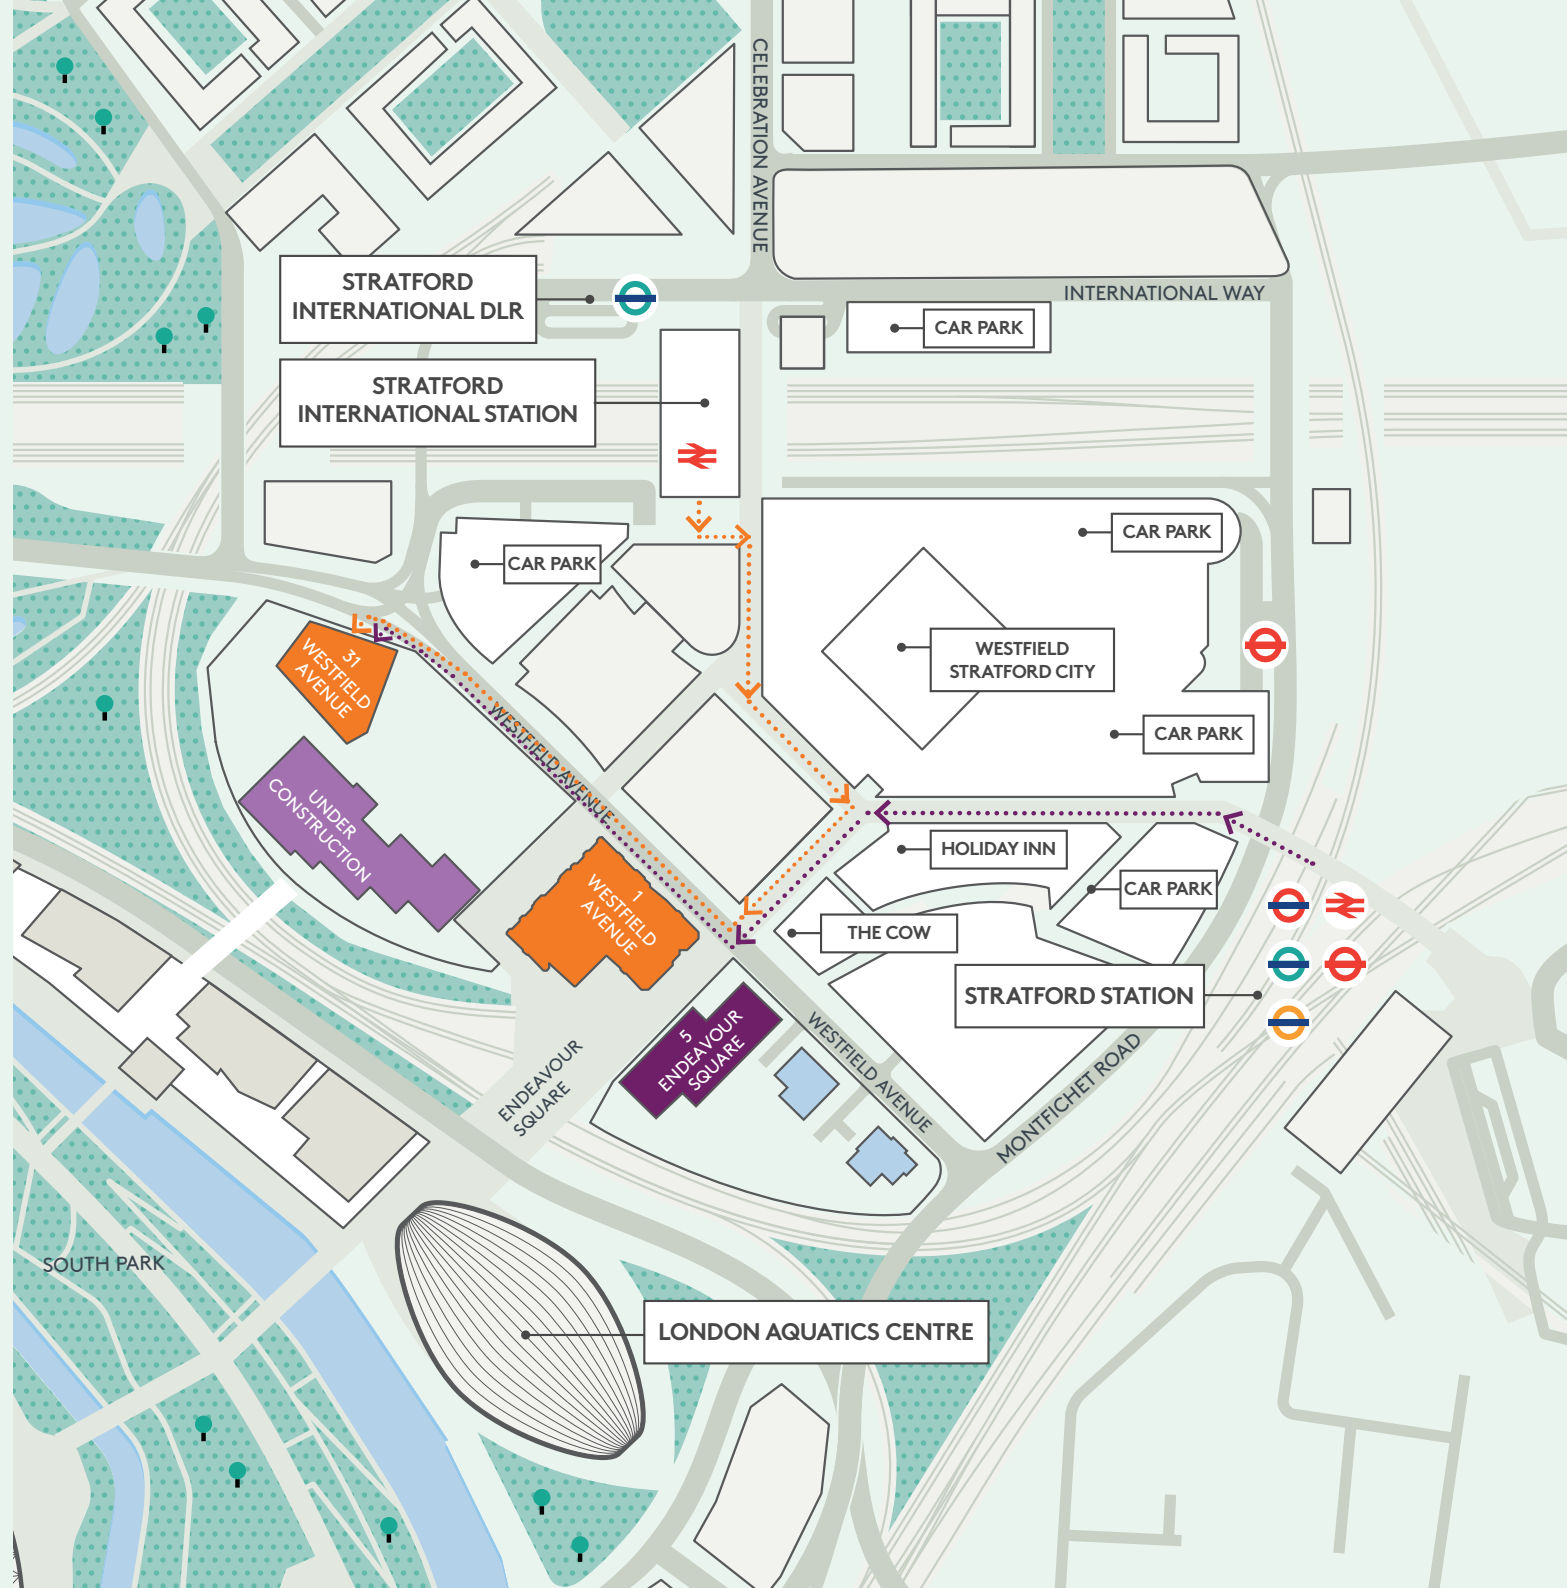 CELEBRATION AVENUE
STRATFORD
INTERNATIONAL DLR
INTERNATIONAL WAY
CAR PARK
STRATFORD
INTERNATIONAL STATION
CAR PARK
CAR PARK
WESTFIELD
STRATFORD CITY
31
WESTFIELD
AVENUE
WESTFIELD AVENUE
CAR PARK
UNDER
CONSTRUCTION
HOLIDAY INN
CAR PARK
1
WESTFIELD
AVENUE
THE COW
STRATFORD STATION
5
ENDEAVOUR
SQUARE
WESTFIELD AVENUE
ENDEAVOUR
SQUARE
MONTFICHET ROAD
SOUTH PARK
LONDON AQUATICS CENTRE